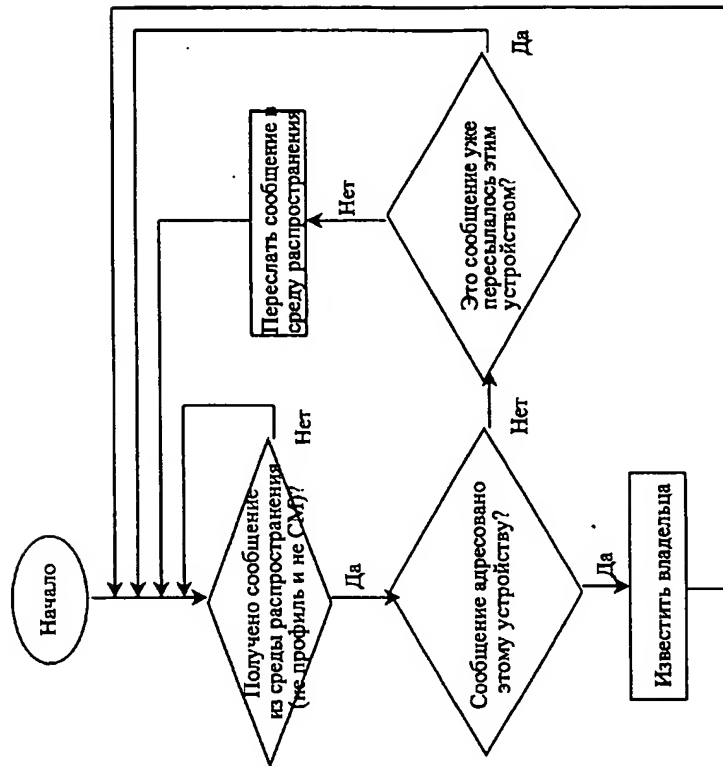 Начало
Получено сообщение
из среды распространения
(не профиль и не СМ)?
Нет
Да
Сообщение адресовано
этому устройству?
Нет
Да
Известить владельца
Это сообщение уже
пересылалось этим
устройством?
Нет
Да
Переслать сообщение в
среду распространения